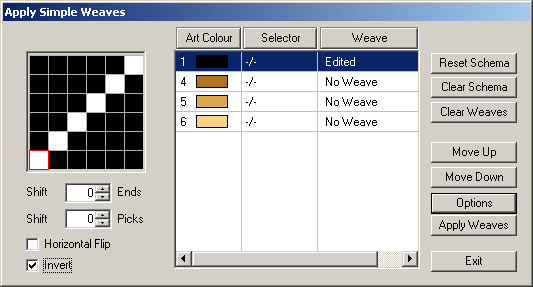 Apply Simple Weaves
Art Colour Selector Weave
1 -/- Edited
4 -/- No Weave
5 -/- No Weave
6 -/- No Weave
Shift 0 Ends
Shift 0 Picks
Horizontal Flip
Invert
Reset Schema
Clear Schema
Clear Weaves
Move Up
Move Down
Options
Apply Weaves
Exit